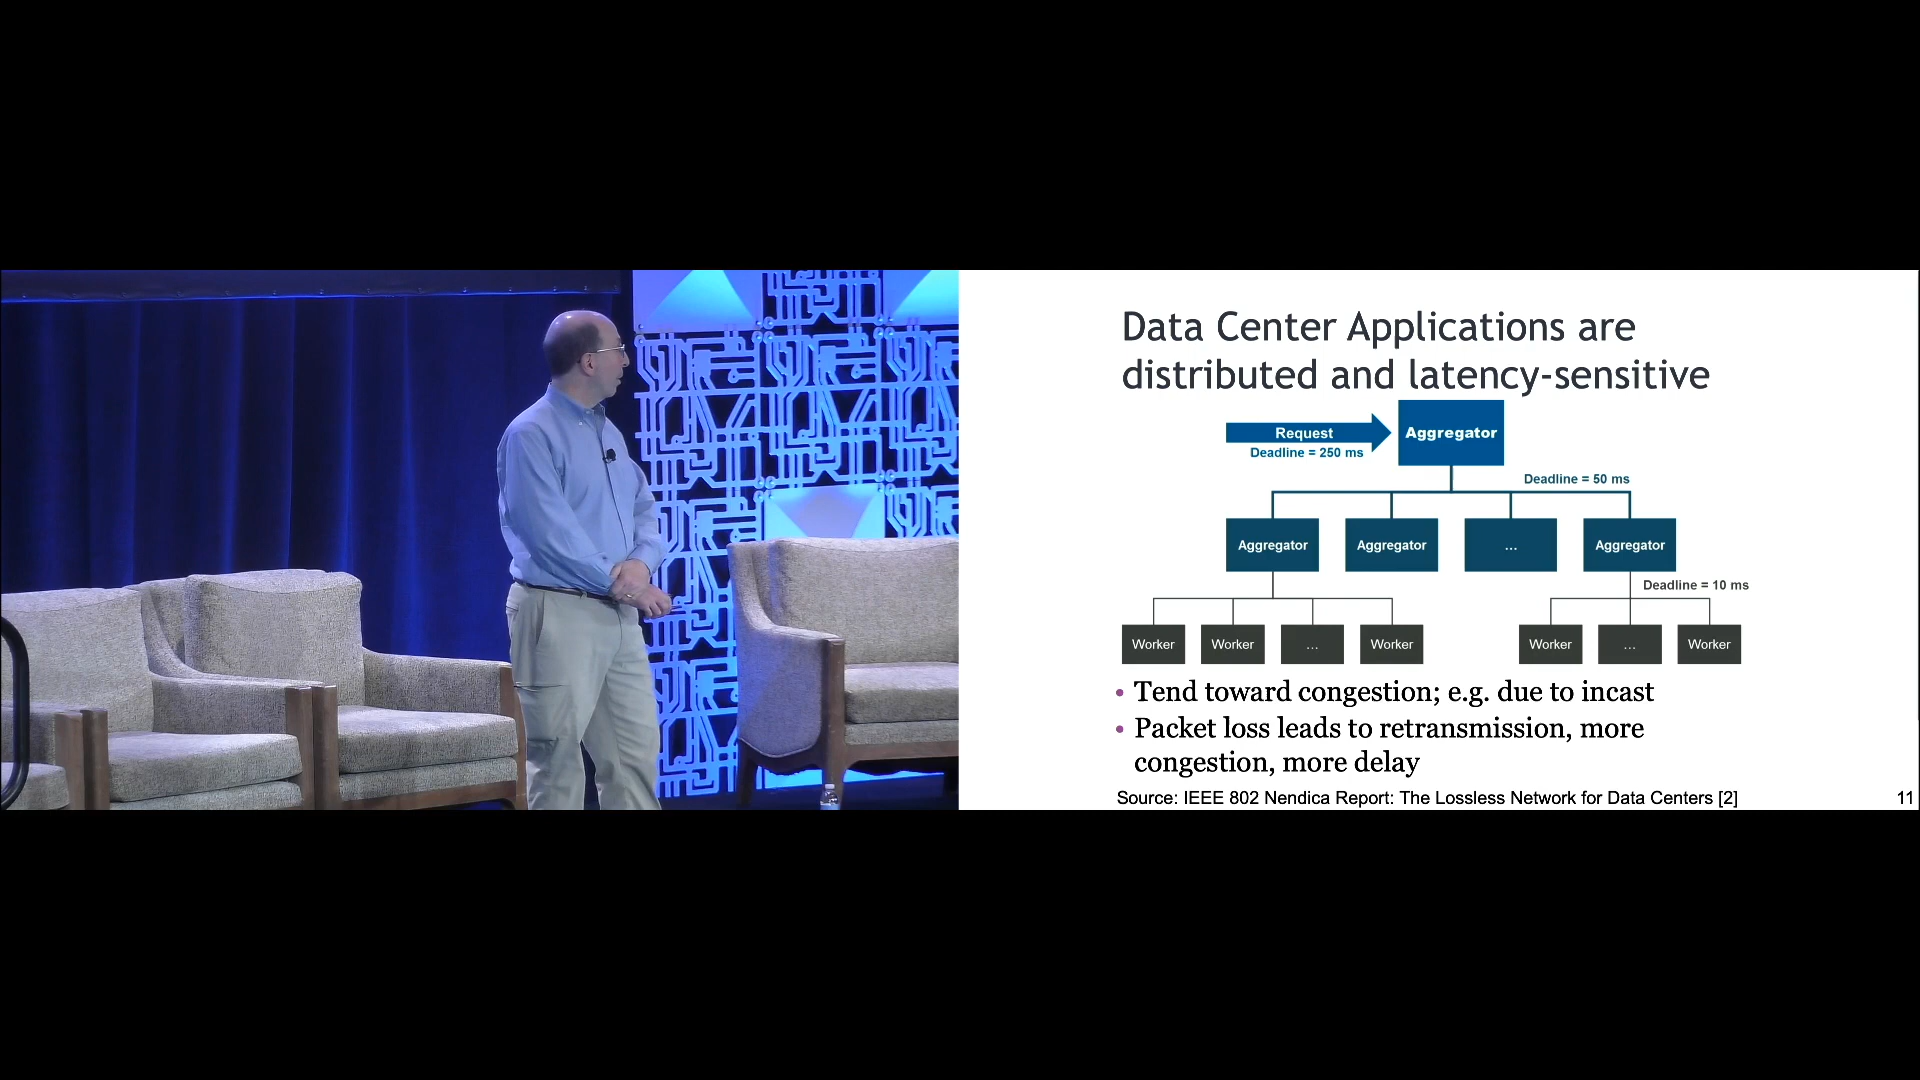 Data Center Applications are
distributed and latency-sensitive
Request
Deadline = 250 ms
Aggregator
Deadline = 50 ms
Aggregator
Aggregator
...
Aggregator
Deadline = 10 ms
Worker
Worker
...
Worker
Worker
...
Worker
• Tend toward congestion; e.g. due to incast
• Packet loss leads to retransmission, more
congestion, more delay
Source: IEEE 802 Nendica Report: The Lossless Network for Data Centers [2]
11